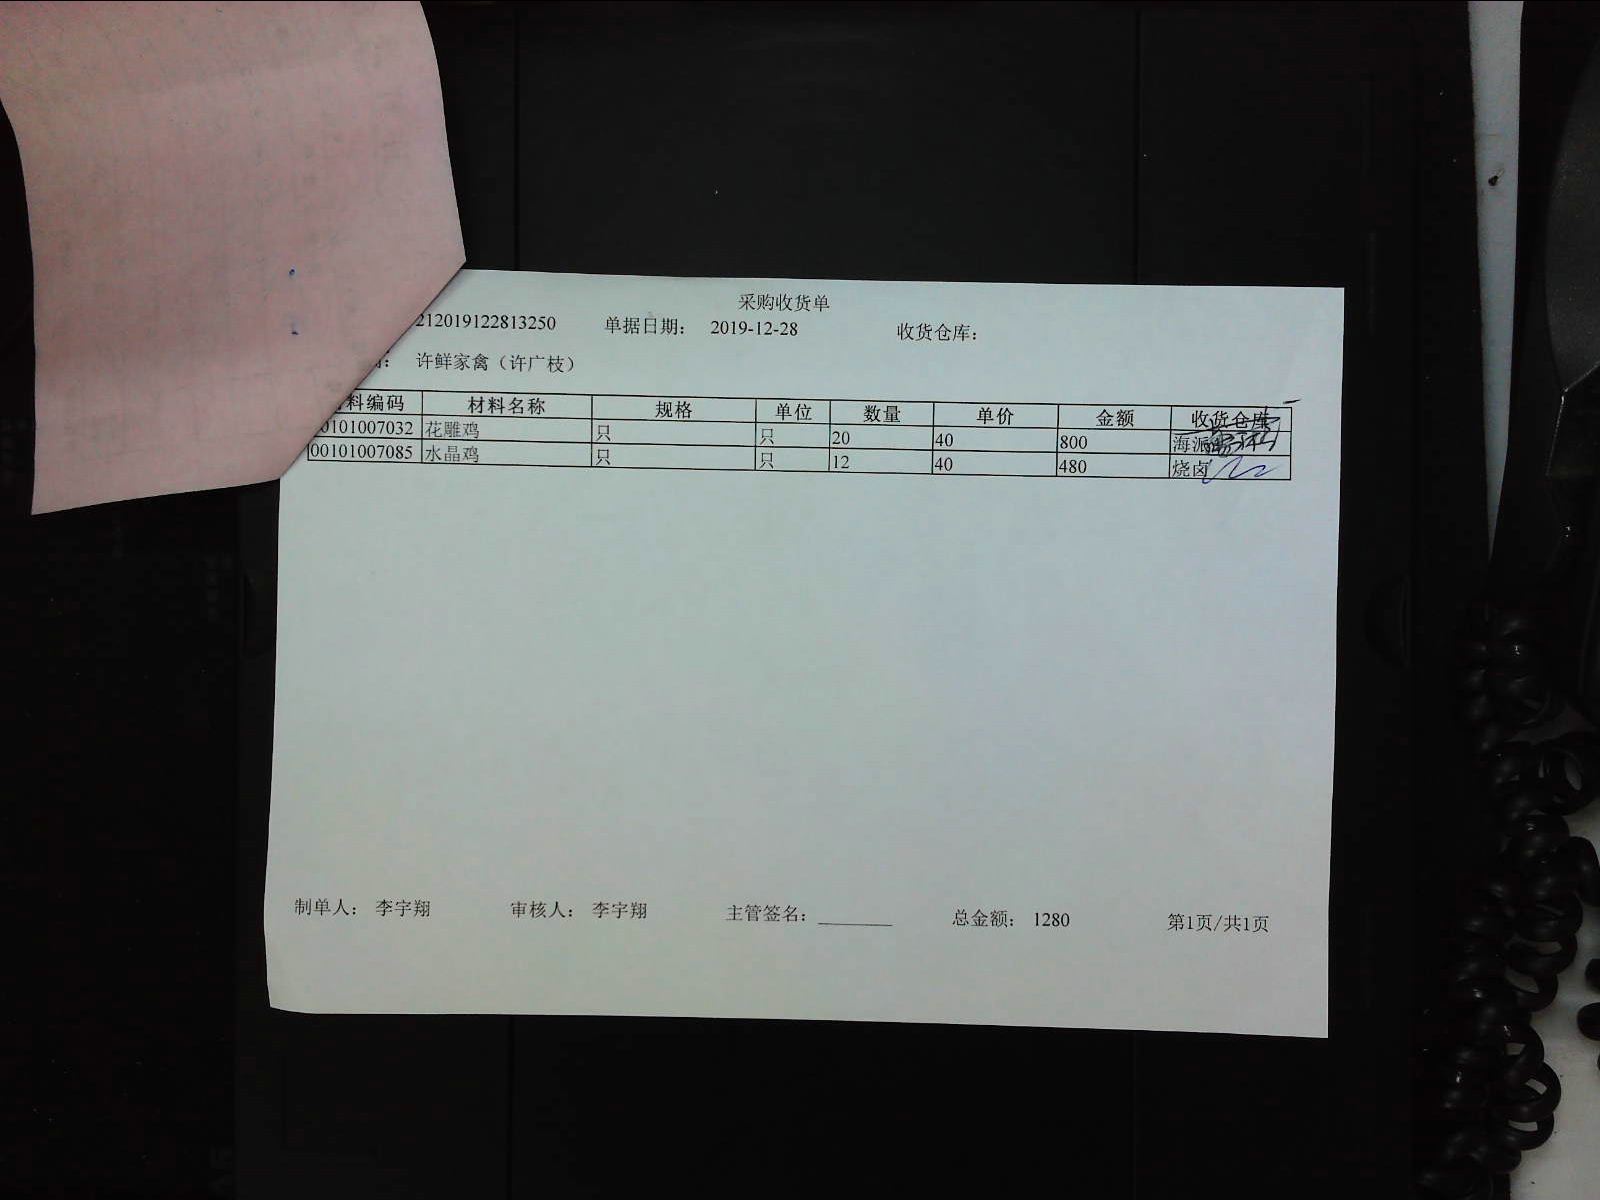 采购收货单
212019122813250 单据日期： 2019-12-28 收货仓库：
： 许鲜家禽（许广枝）
料编码 材料名称 规格 单位 数量 单价 金额 收货仓库
0101007032 花雕鸡 只 只 20 40 800 海派
00101007085 水晶鸡 只 只 12 40 480 烧卤
制单人： 李宇翔 审核人： 李宇翔 主管签名： 总金额： 1280 第1页/共1页